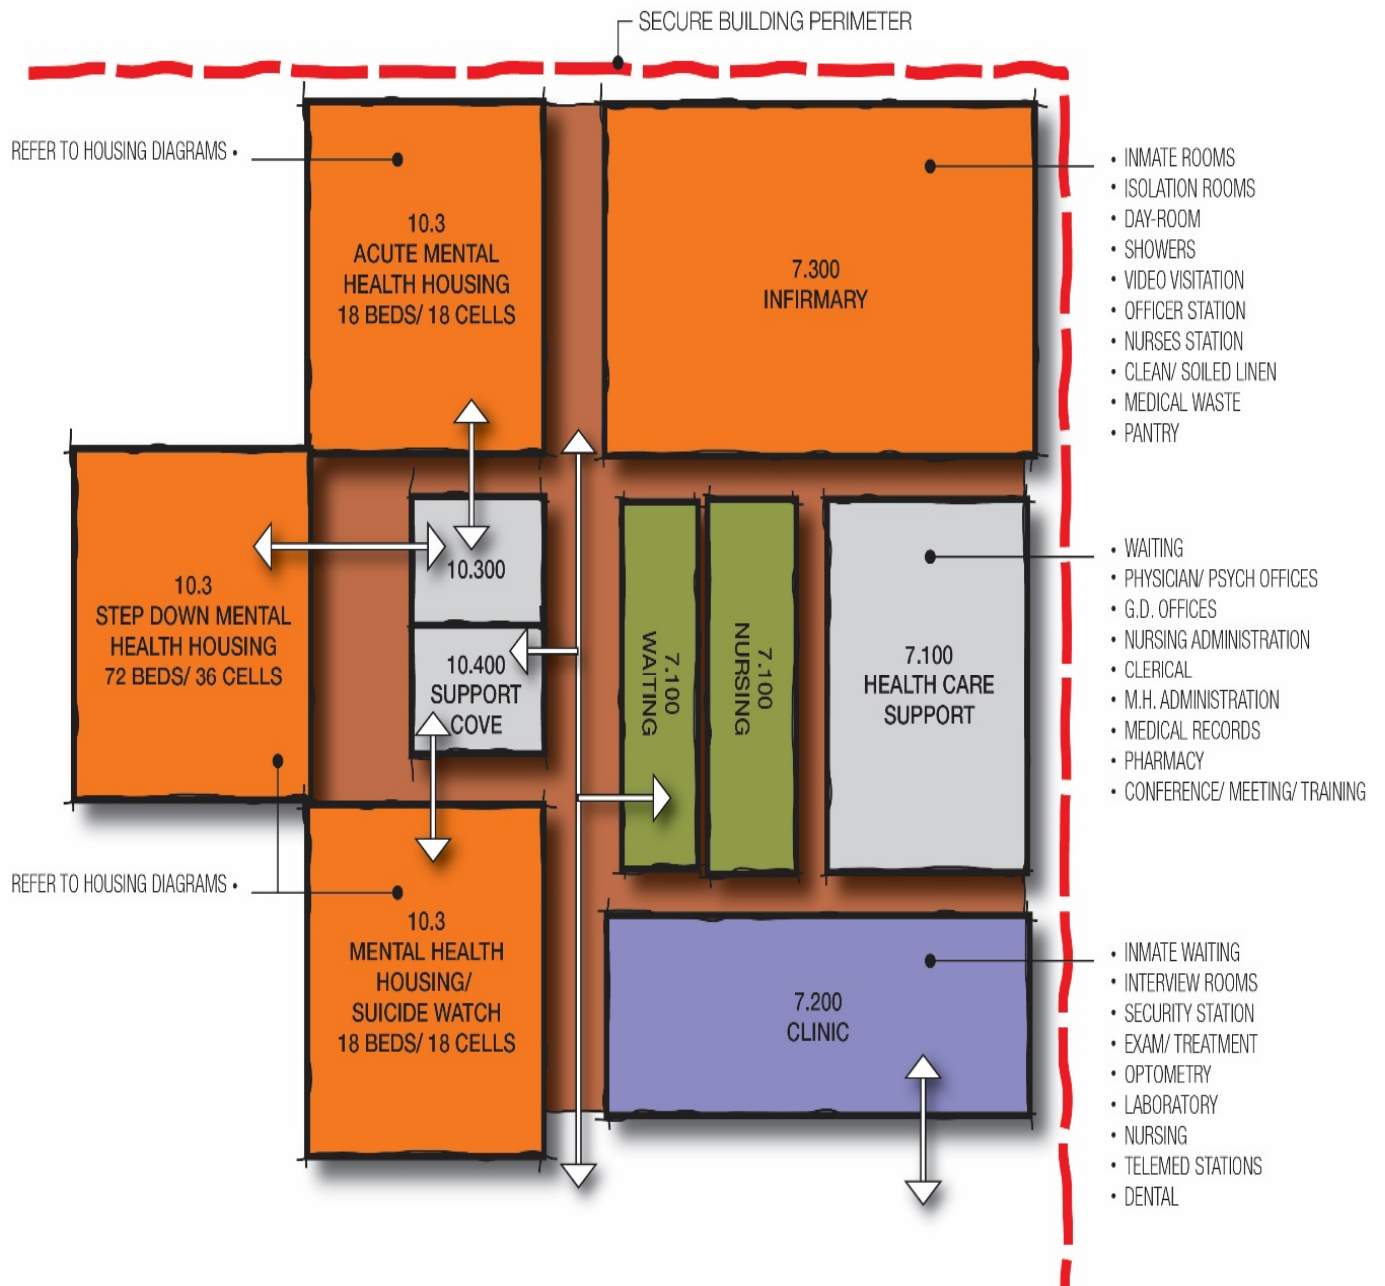 SECURE BUILDING PERIMETER
REFER TO HOUSING DIAGRAMS •
10.3
ACUTE MENTAL
HEALTH HOUSING
18 BEDS/ 18 CELLS
7.300
INFIRMARY
• INMATE ROOMS
• ISOLATION ROOMS
• DAY-ROOM
• SHOWERS
• VIDEO VISITATION
• OFFICER STATION
• NURSES STATION
• CLEAN/ SOILED LINEN
• MEDICAL WASTE
• PANTRY
10.3
STEP DOWN MENTAL
HEALTH HOUSING
72 BEDS/ 36 CELLS
10.300
10.400
SUPPORT
COVE
7.100
WAITING
7.100
NURSING
7.100
HEALTH CARE
SUPPORT
• WAITING
• PHYSICIAN/ PSYCH OFFICES
• G.D. OFFICES
• NURSING ADMINISTRATION
• CLERICAL
• M.H. ADMINISTRATION
• MEDICAL RECORDS
• PHARMACY
• CONFERENCE/ MEETING/ TRAINING
REFER TO HOUSING DIAGRAMS •
10.3
MENTAL HEALTH
HOUSING/
SUICIDE WATCH
18 BEDS/ 18 CELLS
7.200
CLINIC
• INMATE WAITING
• INTERVIEW ROOMS
• SECURITY STATION
• EXAM/ TREATMENT
• OPTOMETRY
• LABORATORY
• NURSING
• TELEMED STATIONS
• DENTAL